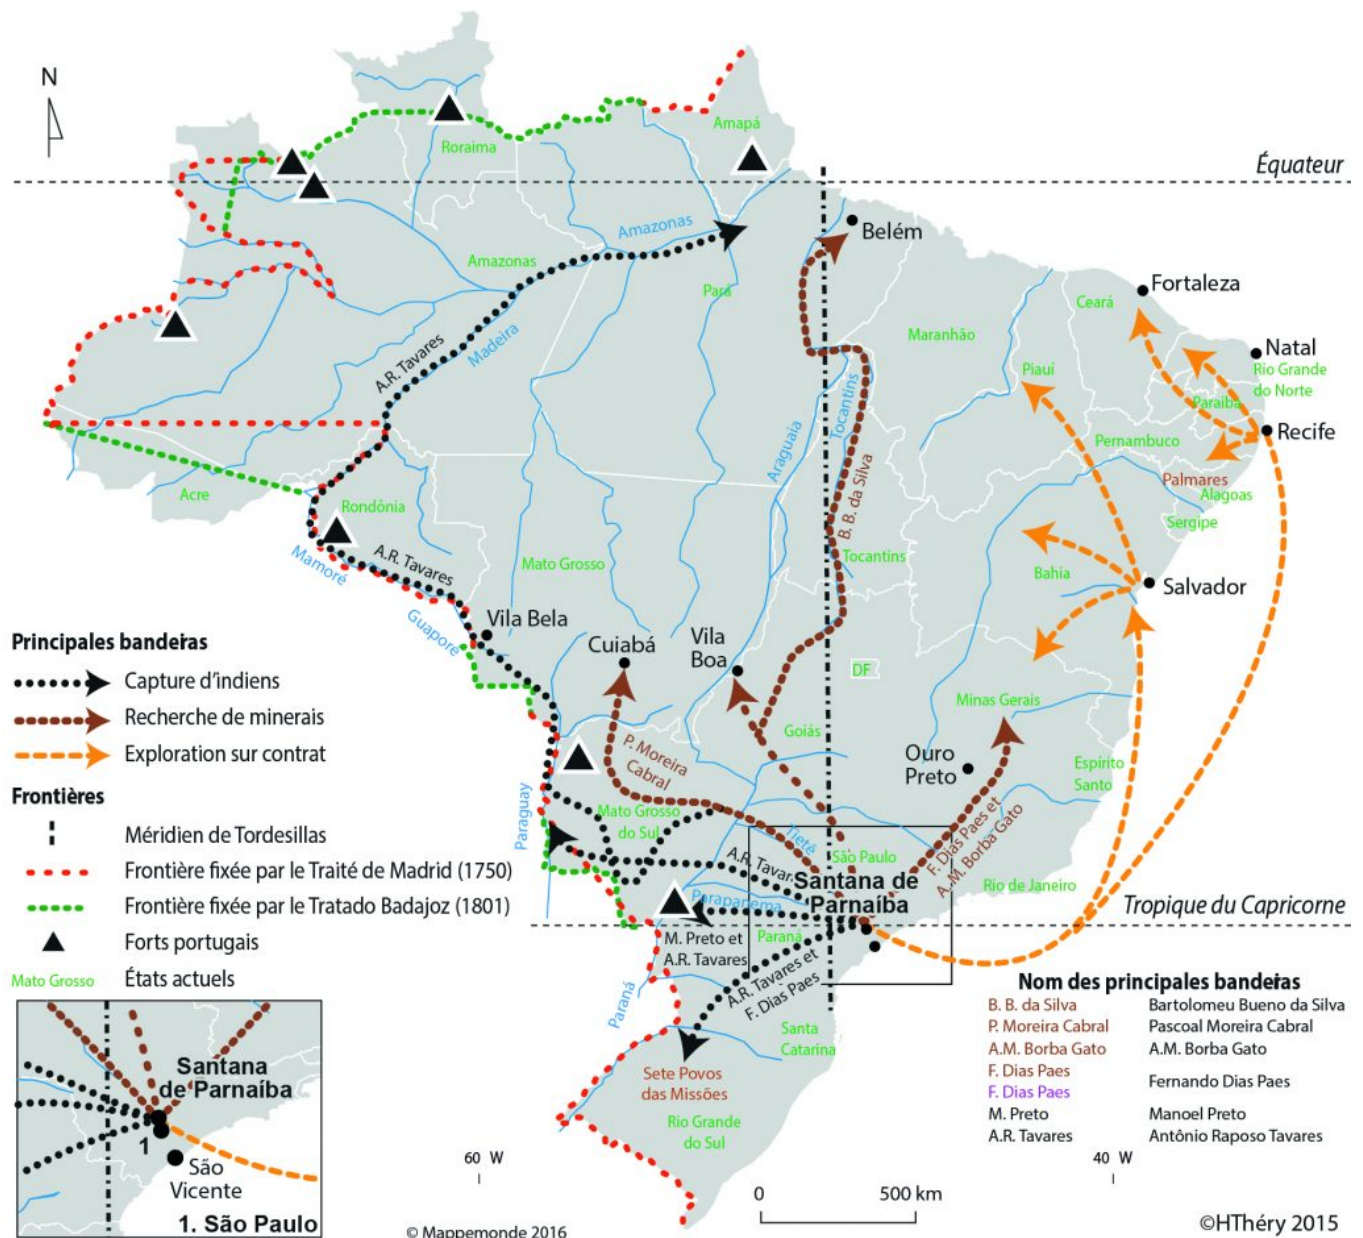 N
Équateur
Amapá
Roraima
Amazonas
Belém
Amazonas
Pará
Fortaleza
Ceará
Maranhão
Natal
Rio Grande
do Norte
Piauí
Madeira
A.R. Tavares
Paraíba
Recife
Pernambuco
Tocantins
Araguaia
Palmares
Alagoas
Sergipe
B. B. da Silva
Acre
Rondônia
Mamoré
A.R. Tavares
Mato Grosso
Tocantins
Bahia
Salvador
Guaporé
Vila Bela
Cuiabá
Vila
Boa
DF
Minas Gerais
Goiás
P. Moreira
Cabral
Ouro
Preto
Espírito
Santo
Paraguay
Mato Grosso
do Sul
Tieté
São Paulo
F. Dias Paes et
A.M. Borba Gato
A.R. Tavar
Santana de
Parnaíba
Rio de Janeiro
Parapanema
Tropique du Capricorne
M. Preto et
A.R. Tavares
Paraná
A.R. Tavares et
F. Dias Paes
Paraná
Santa
Catarina
Sete Povos
das Missões
Rio Grande
do Sul
Principales bandeiras
Capture d'indiens
Recherche de minerais
Exploration sur contrat
Frontières
Méridien de Tordesillas
Frontière fixée par le Traité de Madrid (1750)
Frontière fixée par le Tratado Badajoz (1801)
Forts portugais
Mato Grosso États actuels
Santana
de Parnaíba
1
São
Vicente
1. São Paulo
Nom des principales bandeiras
B. B. da Silva Bartolomeu Bueno da Silva
P. Moreira Cabral Pascoal Moreira Cabral
A.M. Borba Gato A.M. Borba Gato
F. Dias Paes
F. Dias Paes Fernando Dias Paes
M. Preto Manoel Preto
A.R. Tavares Antônio Raposo Tavares
60 W
40 W
0 500 km
© Mappemonde 2016
©HThéry 2015